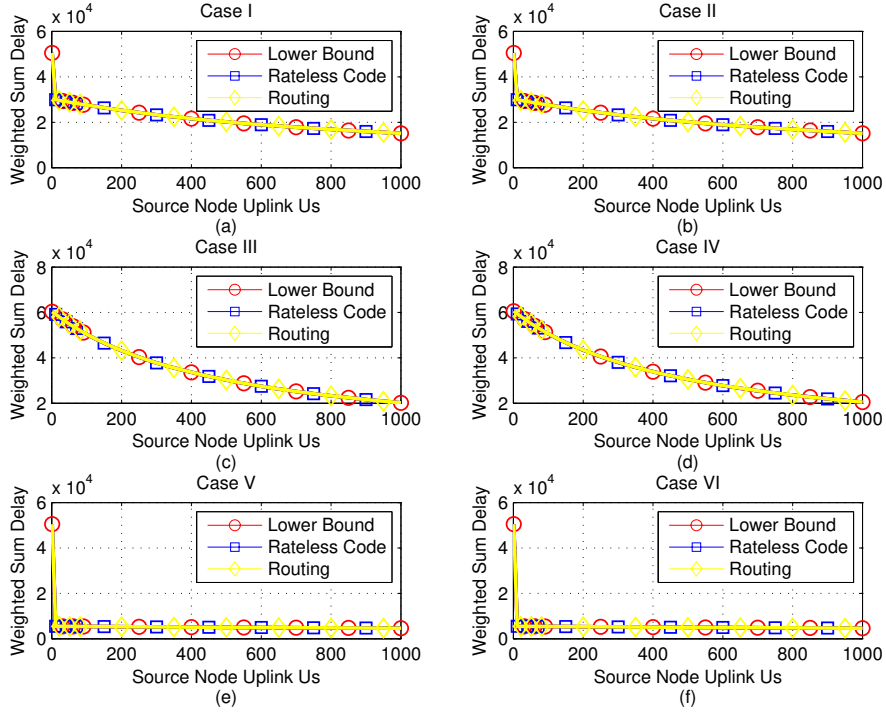 Case I
x 10^4
6
4
2
0
Weighted Sum Delay
Lower Bound
Rateless Code
Routing
0 200 400 600 800 1000
Source Node Uplink Us
(a)
Case II
x 10^4
6
4
2
0
Weighted Sum Delay
Lower Bound
Rateless Code
Routing
0 200 400 600 800 1000
Source Node Uplink Us
(b)
Case III
x 10^4
8
6
4
2
Weighted Sum Delay
Lower Bound
Rateless Code
Routing
0 200 400 600 800 1000
Source Node Uplink Us
(c)
Case IV
x 10^4
8
6
4
2
Weighted Sum Delay
Lower Bound
Rateless Code
Routing
0 200 400 600 800 1000
Source Node Uplink Us
(d)
Case V
x 10^4
6
4
2
0
Weighted Sum Delay
Lower Bound
Rateless Code
Routing
0 200 400 600 800 1000
Source Node Uplink Us
(e)
Case VI
x 10^4
6
4
2
0
Weighted Sum Delay
Lower Bound
Rateless Code
Routing
0 200 400 600 800 1000
Source Node Uplink Us
(f)